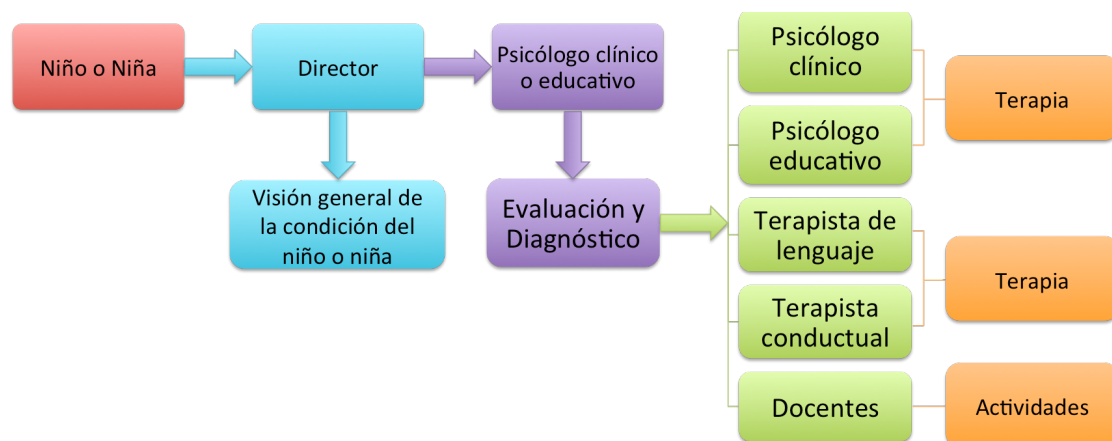 Niño o Niña
Director
Psicólogo clínico
o educativo
Visión general de
la condición del
niño o niña
Evaluación y
Diagnóstico
Psicólogo
clínico
Psicólogo
educativo
Terapista de
lenguaje
Terapista
conductual
Docentes
Terapia
Terapia
Actividades